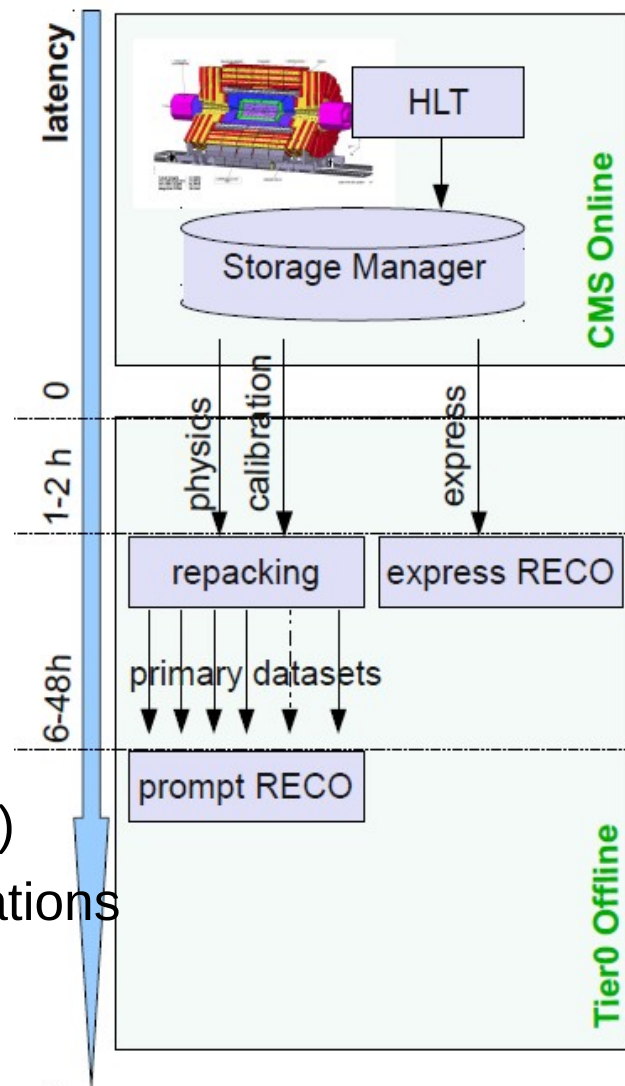 latency
HLT
Storage Manager
CMS Online
0
physics
calibration
express
1-2 h
repacking
express RECO
primary datasets
6-48h
prompt RECO
)
ations
Tier0 Offline